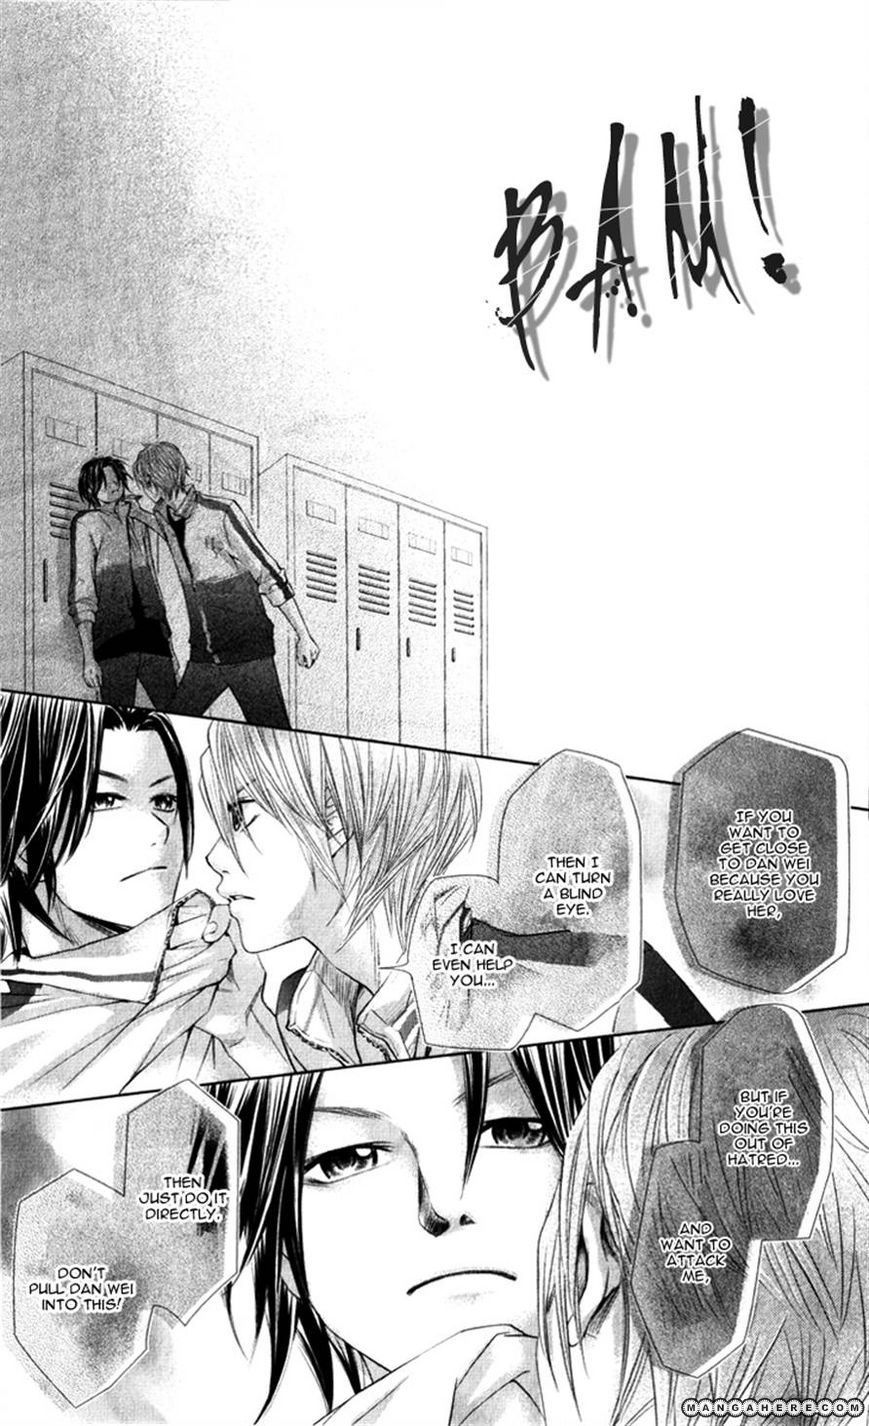 BAM!
IF YOU
WANT TO
GET CLOSE
TO DAN WEI
BECAUSE YOU
REALLY LOVE
HER,
THEN I
CAN TURN
A BLIND
EYE.
I CAN
EVEN HELP
YOU...
BUT IF
YOU'RE
DOING THIS
OUT OF
HATRED...
AND
WANT TO
ATTACK
ME,
THEN
JUST DO IT
DIRECTLY.
DON'T
PULL DAN WEI
INTO THIS!
MANGAHERE.COM